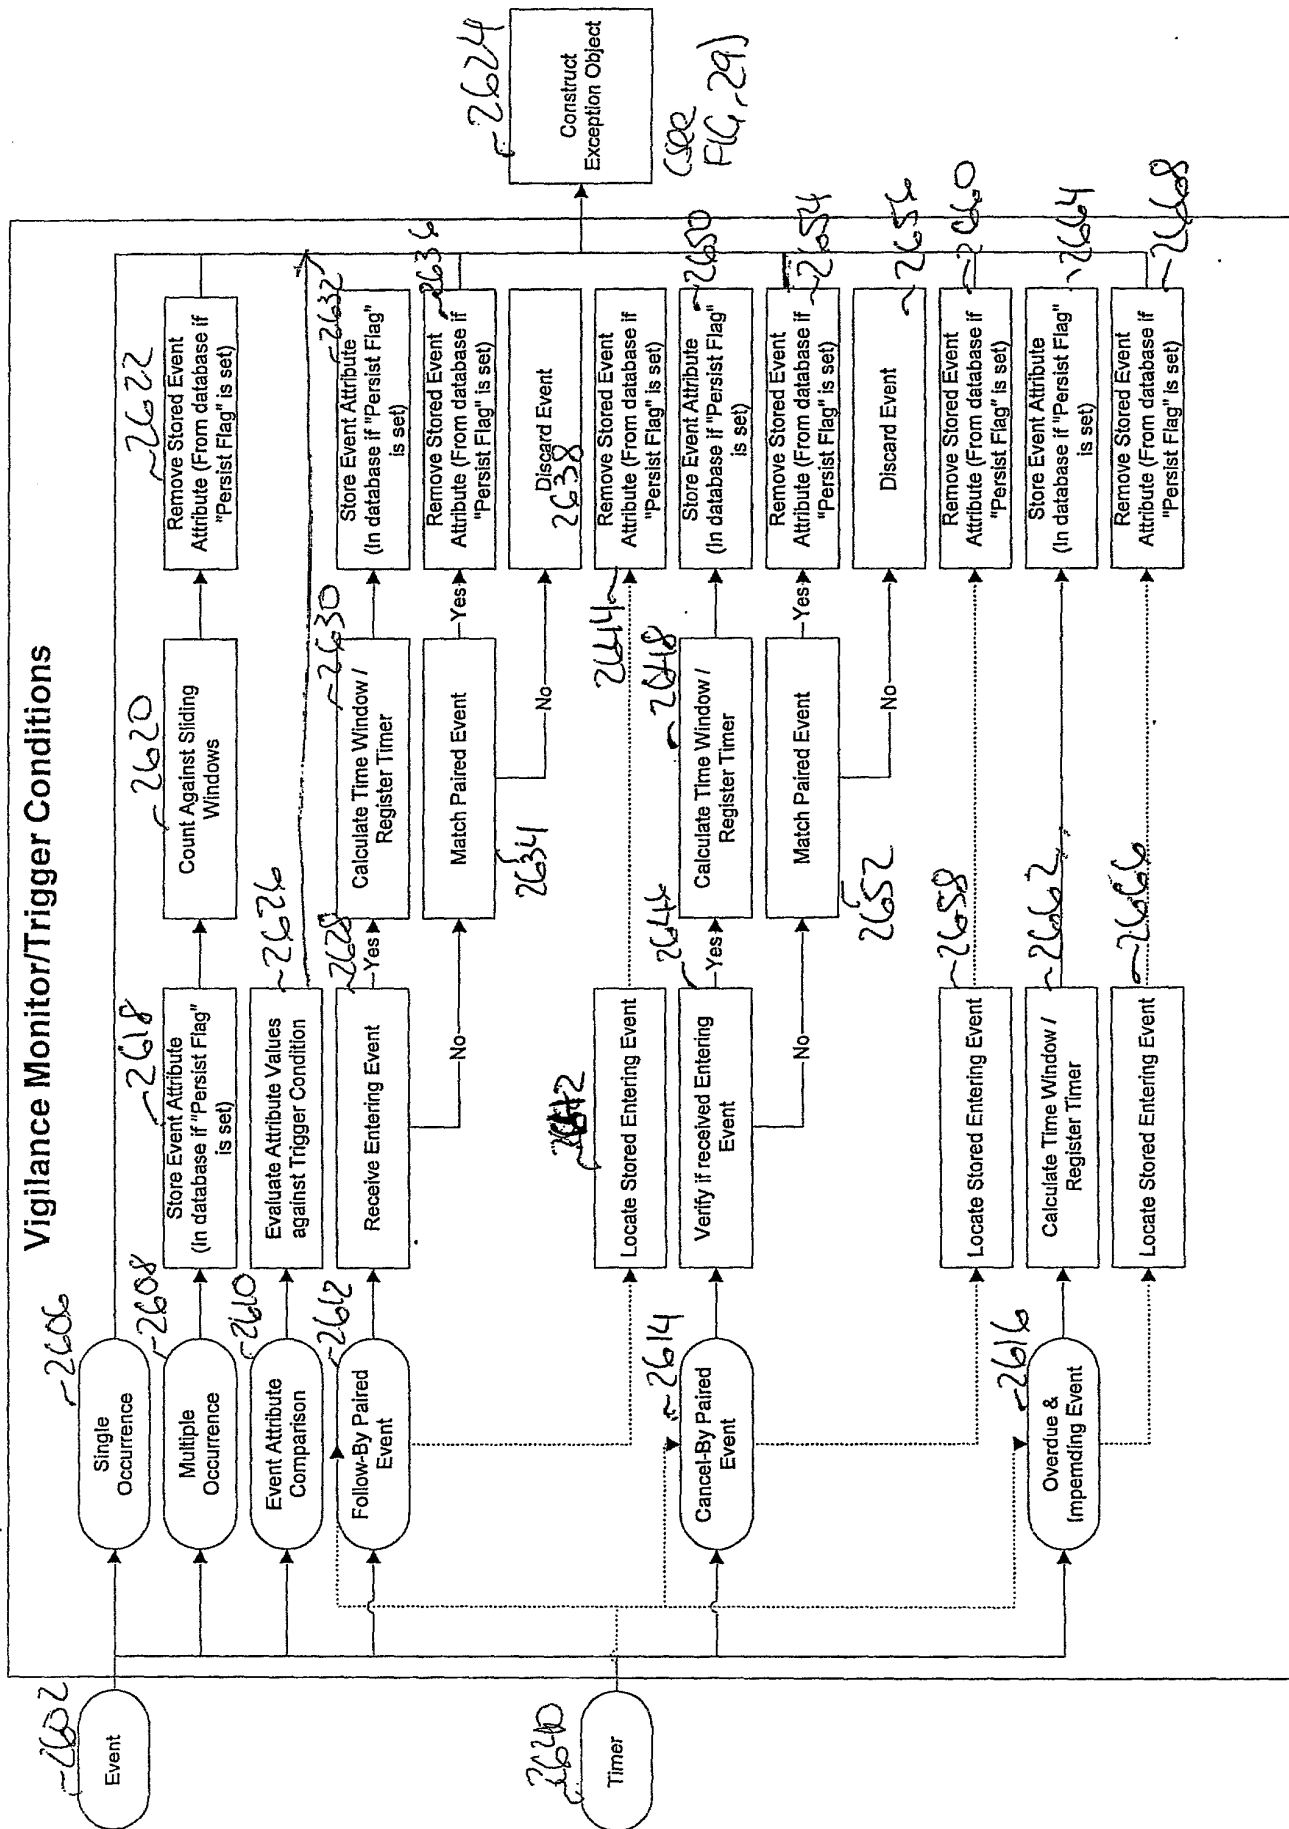 Vigilance Monitor/Trigger Conditions
2602
Event
2640
Timer
2606
Single
Occurrence
2608
Multiple
Occurrence
2610
Event Attribute
Comparison
2612
Follow-By Paired
Event
2614
Cancel-By Paired
Event
2616
Overdue &
Impemding Event
2618
Store Event Attribute
(In database if "Persist Flag"
is set)
2620
Count Against Sliding
Windows
2622
Remove Stored Event
Attribute (From database if
"Persist Flag" is set)
2624
Construct
Exception Object
(see
FIG. 29)
2626
Evaluate Attribute Values
against Trigger Condition
2628
Receive Entering Event
Yes
2630
Calculate Time Window /
Register Timer
2632
Store Event Attribute
(In database if "Persist Flag"
is set)
No
2634
Match Paired Event
Yes
2636
Remove Stored Event
Attribute (From database if
"Persist Flag" is set)
No
Discard Event
2638
2642
Locate Stored Entering Event
2644
Remove Stored Event
Attribute (From database if
"Persist Flag" is set)
2646
Verify if received Entering
Event
Yes
2648
Calculate Time Window /
Register Timer
2650
Store Event Attribute
(In database if "Persist Flag"
is set)
No
2652
Match Paired Event
Yes
2654
Remove Stored Event
Attribute (From database if
"Persist Flag" is set)
No
2656
Discard Event
2658
Locate Stored Entering Event
2660
Remove Stored Event
Attribute (From database if
"Persist Flag" is set)
2662
Calculate Time Window /
Register Timer
2664
Store Event Attribute
(In database if "Persist Flag"
is set)
2666
Locate Stored Entering Event
2668
Remove Stored Event
Attribute (From database if
"Persist Flag" is set)